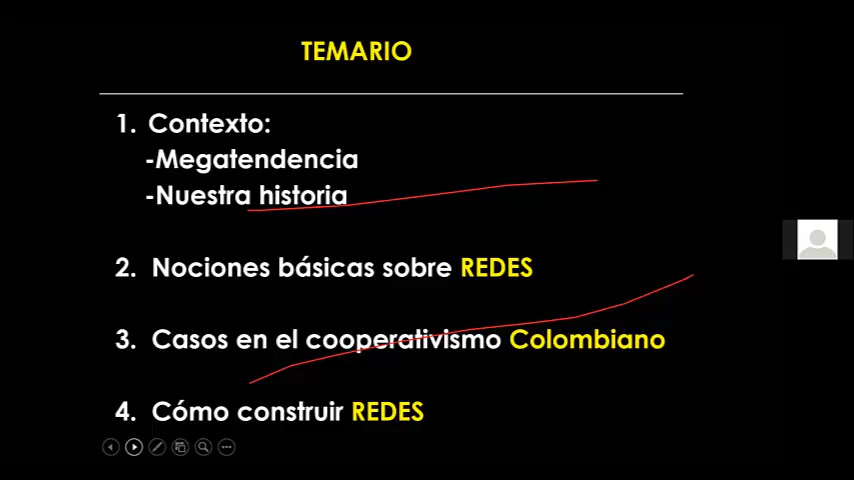 TEMARIO
1. Contexto:
-Megatendencia
-Nuestra historia
2. Nociones básicas sobre REDES
3. Casos en el cooperativismo Colombiano
4. Cómo construir REDES